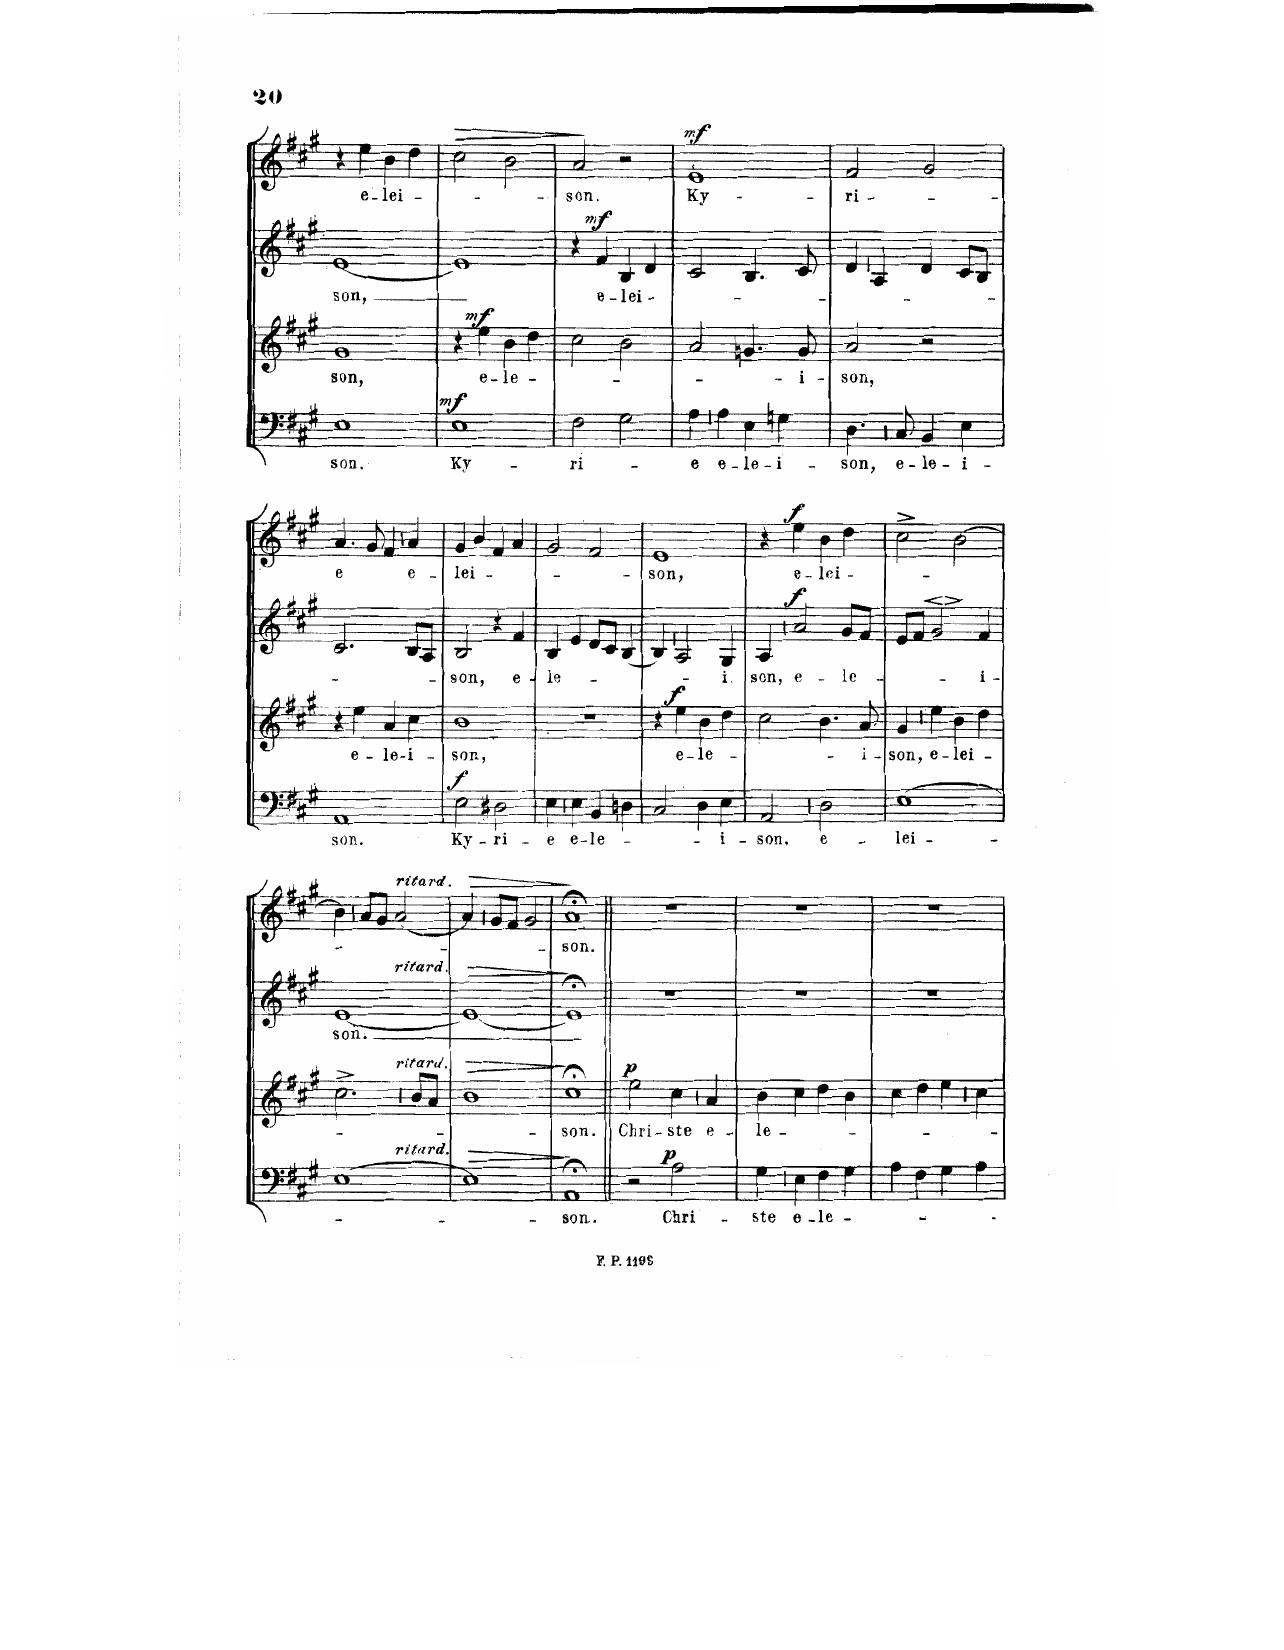 20
mf
e-lei - - - son. Ky - - ri - - -
mf
son, e-lei - - - - -
mf
son, e-le - - - - i - son,
mf
son. Ky - ri - e e-le-i - son, e-le-i -
f
e e - lei - - - son, e-lei - -
f
- - son, e - le - - i son, e - le - - i -
f
e - le-i - son, e-le - - i - son, e-lei -
f
son. Ky - ri - e e-le - - i - son. e - lei - -
ritard.
- - - son.
ritard.
son.
ritard.
p
- - - son. Chri - ste e - le - - - -
ritard.
p
- - - son. Chri - ste e - le - - -
F. P. 1198